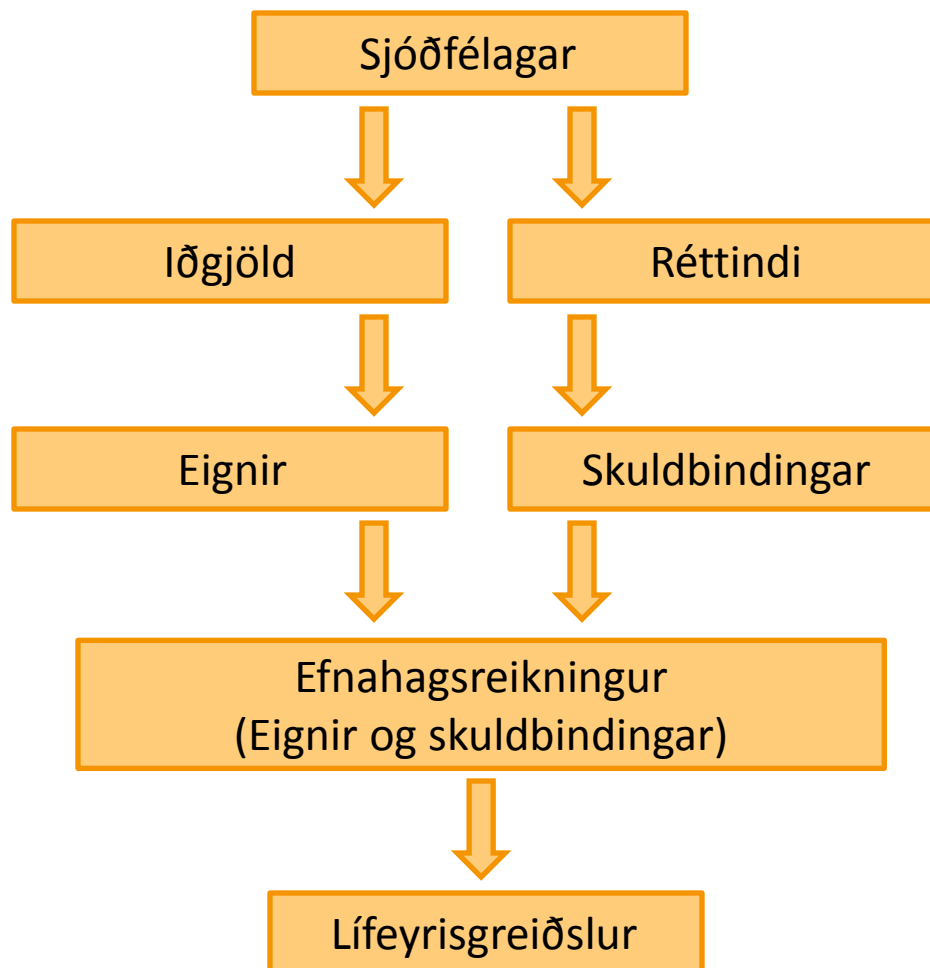 Sjóðfélagar
Iðgjöld
Réttindi
Eignir
Skuldbindingar
Efnahagsreikningur
(Eignir og skuldbindingar)
Lífeyrisgreiðslur